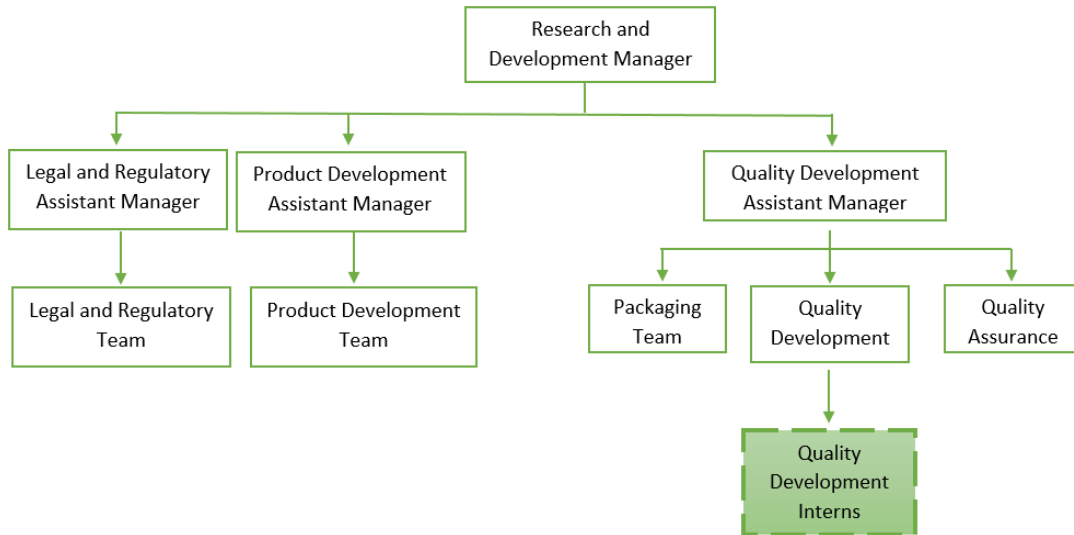 Research and
Development Manager
Legal and Regulatory
Assistant Manager
Product Development
Assistant Manager
Quality Development
Assistant Manager
Legal and Regulatory
Team
Product Development
Team
Packaging
Team
Quality
Development
Quality
Assurance
Quality
Development
Interns